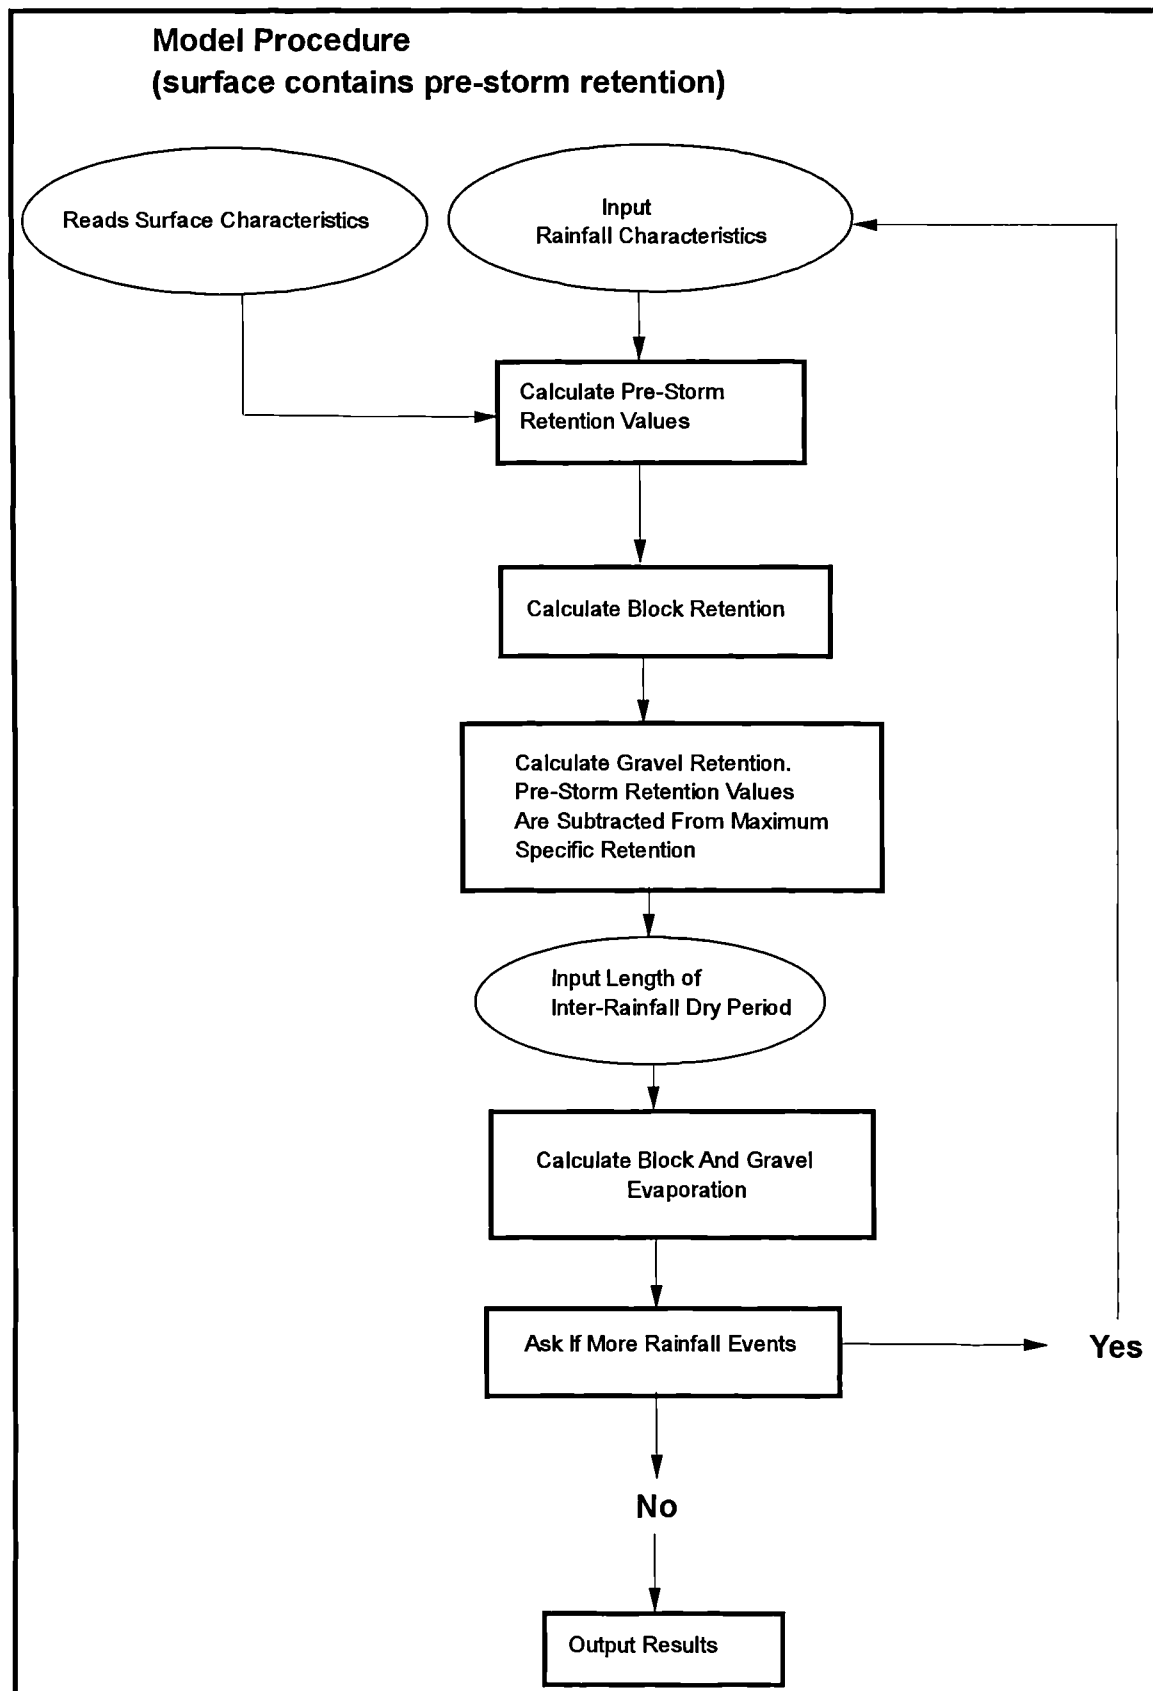 Model Procedure
(surface contains pre-storm retention)
Reads Surface Characteristics
Input
Rainfall Characteristics
Calculate Pre-Storm
Retention Values
Calculate Block Retention
Calculate Gravel Retention.
Pre-Storm Retention Values
Are Subtracted From Maximum
Specific Retention
Input Length of
Inter-Rainfall Dry Period
Calculate Block And Gravel
Evaporation
Ask If More Rainfall Events
Yes
No
Output Results